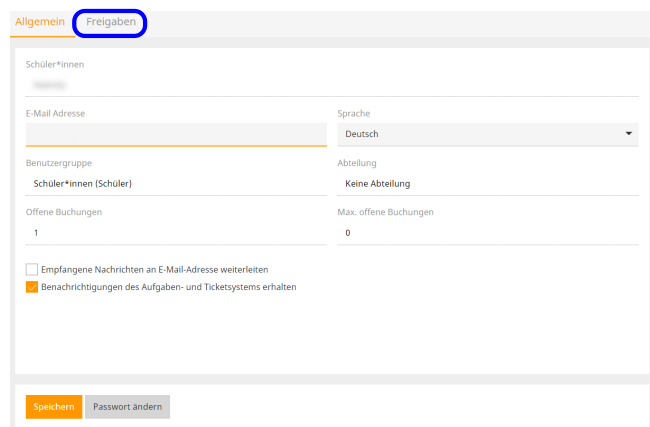 Allgemein Freigaben
Schüler*innen
E-Mail Adresse Sprache
Deutsch
Benutzergruppe Abteilung
Schüler*innen (Schüler) Keine Abteilung
Offene Buchungen Max. offene Buchungen
1 0
Empfangene Nachrichten an E-Mail-Adresse weiterleiten
Benachrichtigungen des Aufgaben- und Ticketsystems erhalten
Speichern Passwort ändern